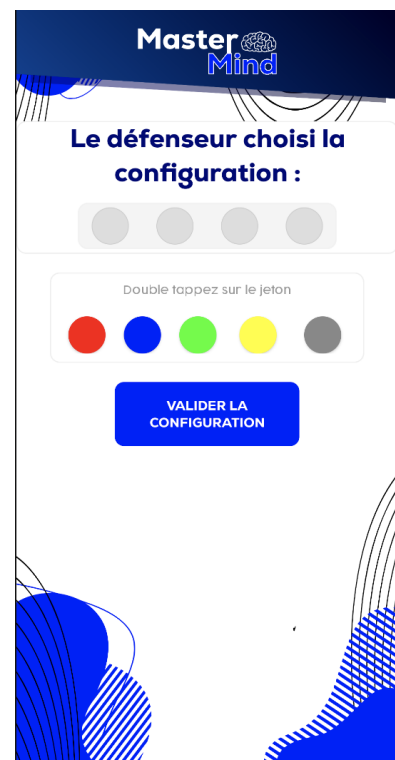 Master
Mind
Le défenseur choisi la
configuration :
Double tappez sur le jeton
VALIDER LA
CONFIGURATION